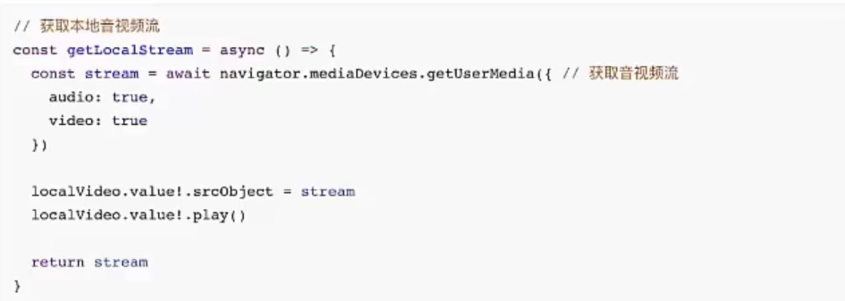 // 获取本地音视频流
const getLocalStream = async () => {
  const stream = await navigator.mediaDevices.getUserMedia({ // 获取音视频流
    audio: true,
    video: true
  })

  localVideo.value!.srcObject = stream
  localVideo.value!.play()

  return stream
}